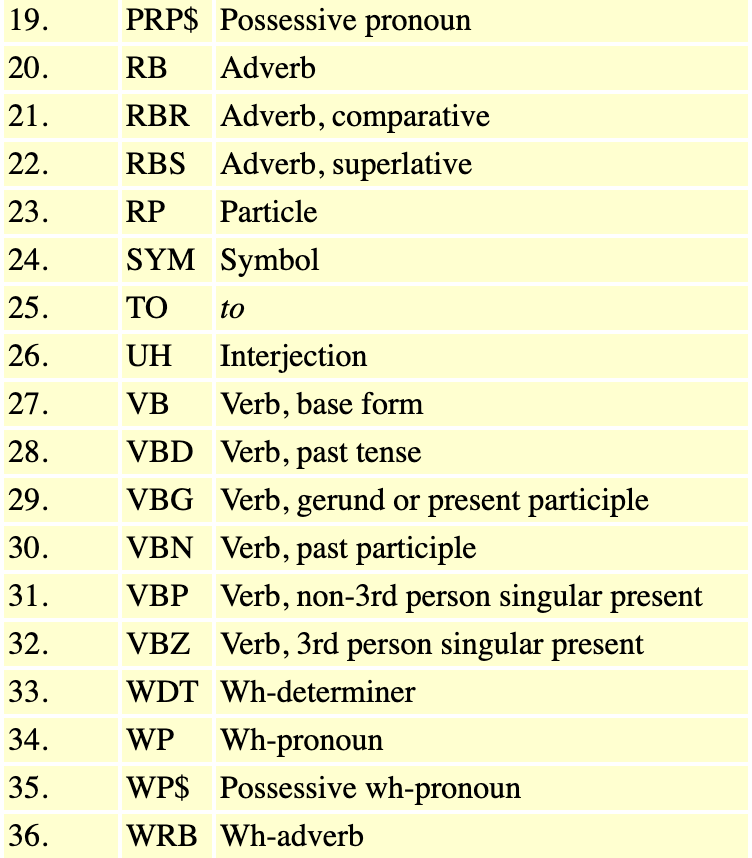 19. PRP$ Possessive pronoun
20. RB Adverb
21. RBR Adverb, comparative
22. RBS Adverb, superlative
23. RP Particle
24. SYM Symbol
25. TO to
26. UH Interjection
27. VB Verb, base form
28. VBD Verb, past tense
29. VBG Verb, gerund or present participle
30. VBN Verb, past participle
31. VBP Verb, non-3rd person singular present
32. VBZ Verb, 3rd person singular present
33. WDT Wh-determiner
34. WP Wh-pronoun
35. WP$ Possessive wh-pronoun
36. WRB Wh-adverb